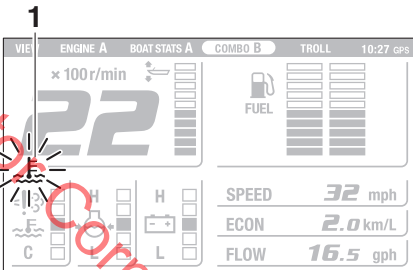 1
VIEW ENGINE A BOAT STATS A COMBO B TROLL 10:27 GPS
× 100 r/min
22
FUEL
H H
C L L
SPEED 32 mph
ECON 2.0 km/L
FLOW 16.5 gph